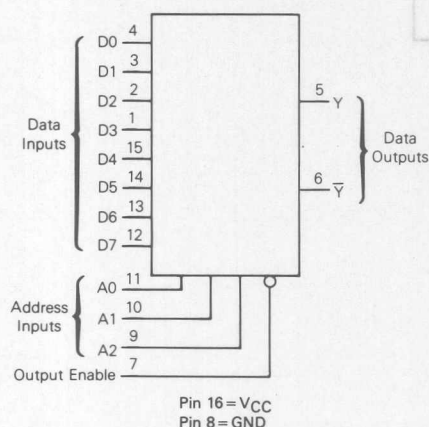 D0 4
D1 3
D2 2
D3 1
D4 15
D5 14
D6 13
D7 12
Data
Inputs
5 Y
6 Y̅
Data
Outputs
A0 11
A1 10
A2 9
Address
Inputs
Output Enable 7
Pin 16 = VCC
Pin 8 = GND